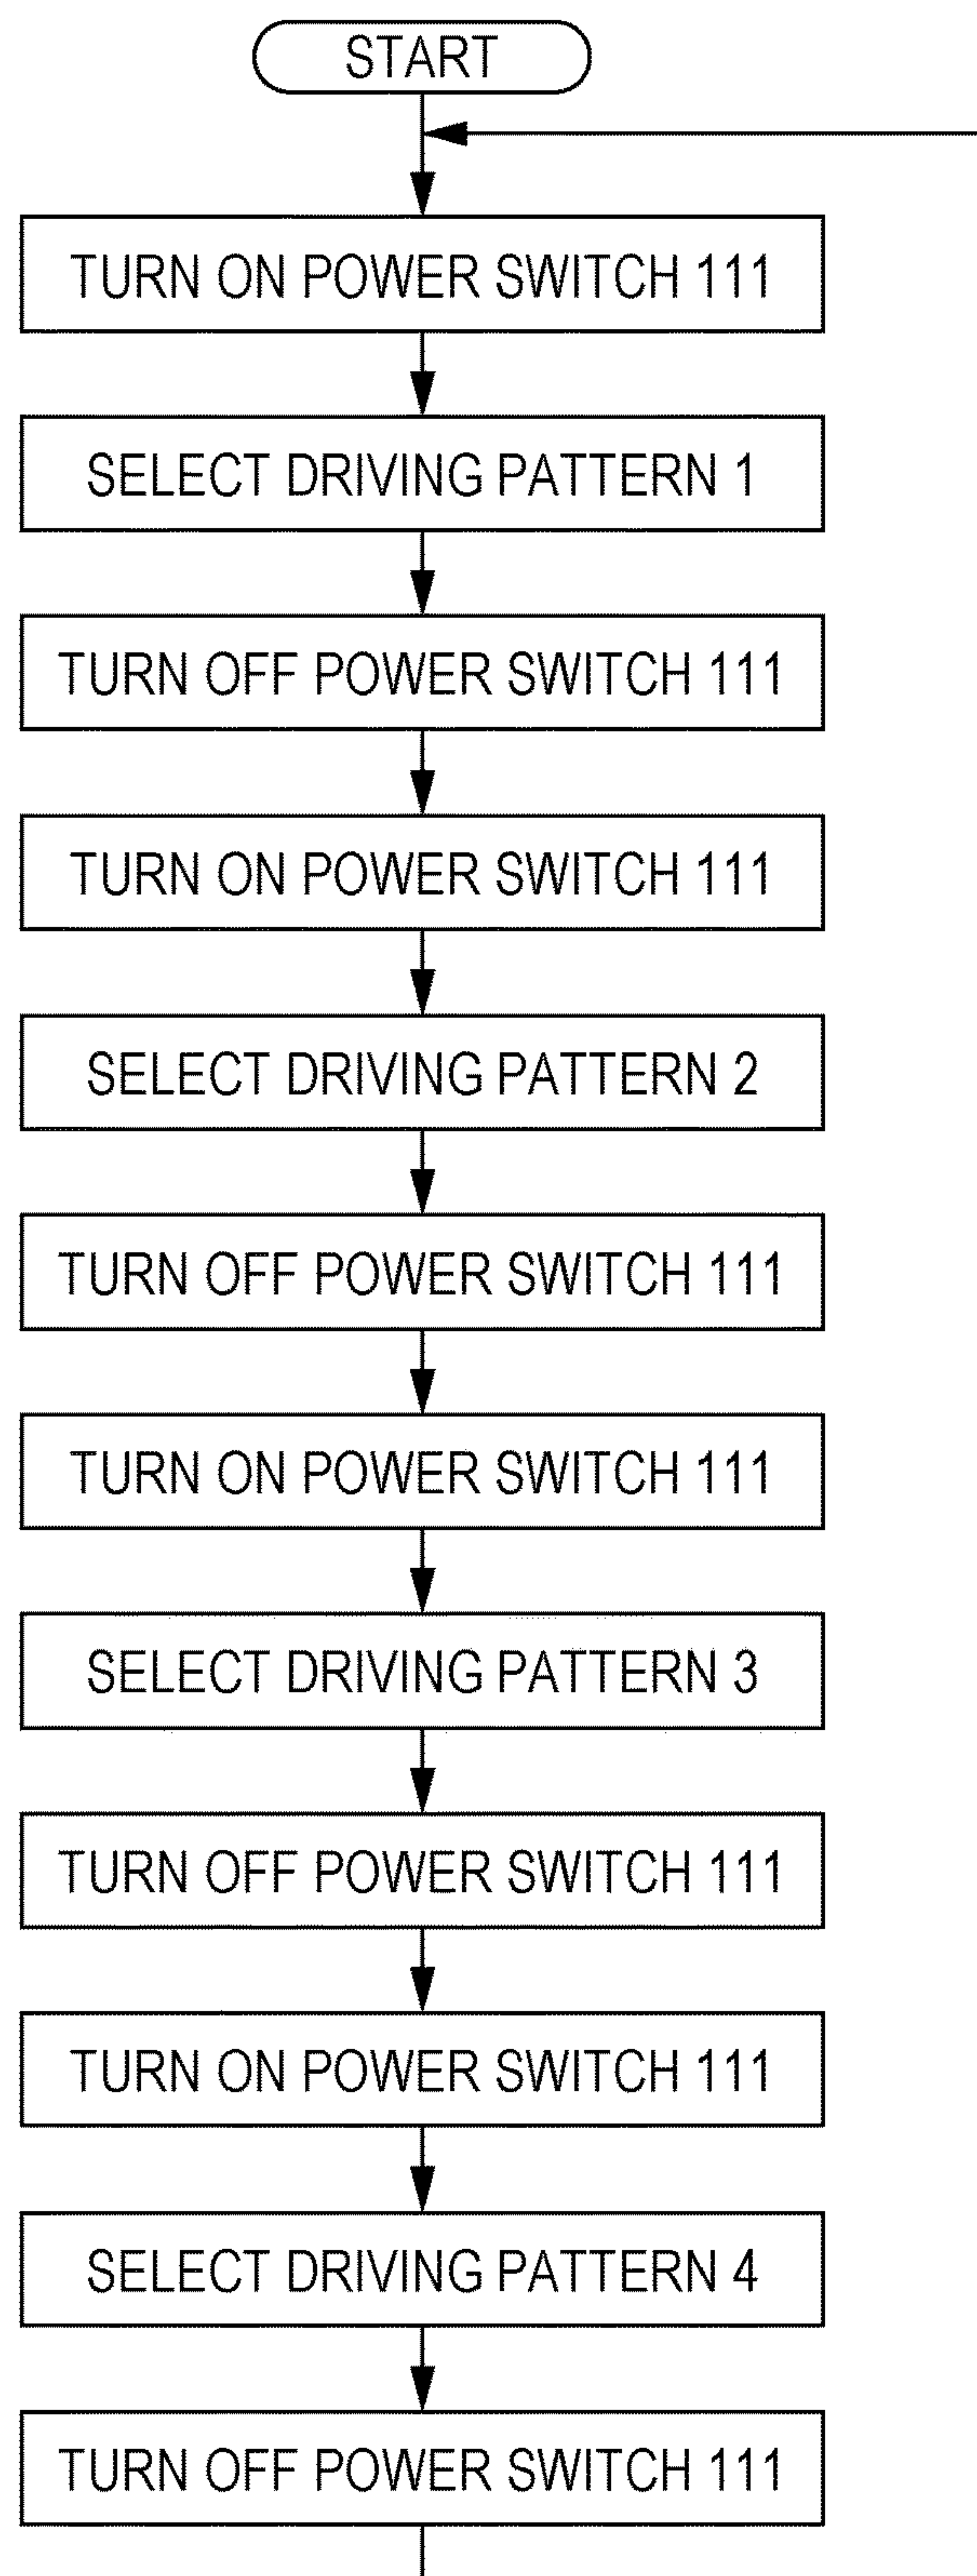 START
TURN ON POWER SWITCH 111
SELECT DRIVING PATTERN 1
TURN OFF POWER SWITCH 111
TURN ON POWER SWITCH 111
SELECT DRIVING PATTERN 2
TURN OFF POWER SWITCH 111
TURN ON POWER SWITCH 111
SELECT DRIVING PATTERN 3
TURN OFF POWER SWITCH 111
TURN ON POWER SWITCH 111
SELECT DRIVING PATTERN 4
TURN OFF POWER SWITCH 111